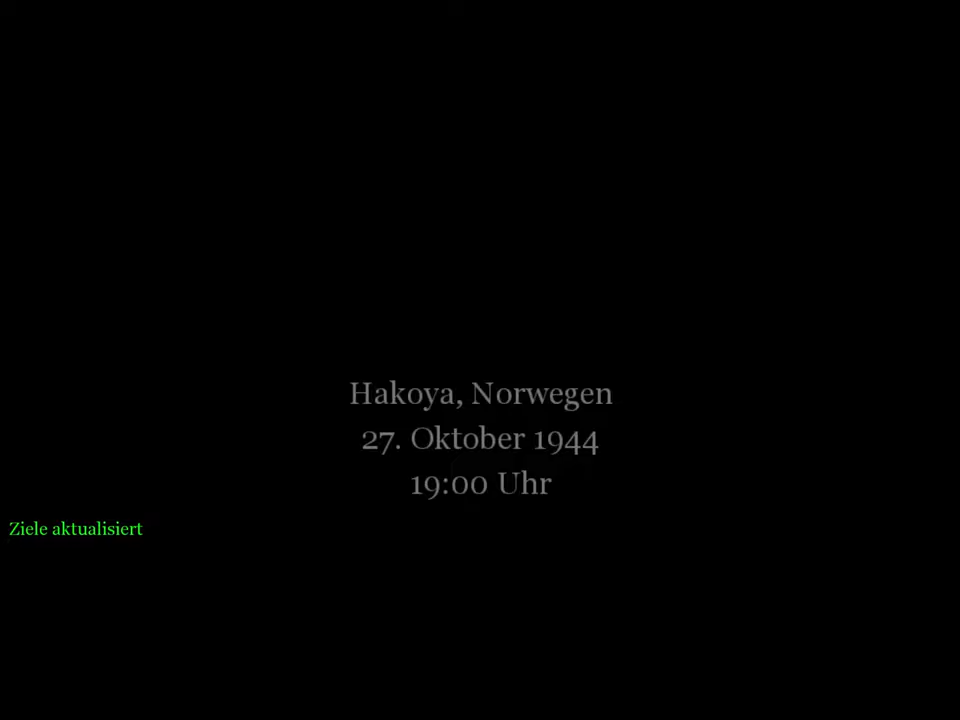 Hakoya, Norwegen
27. Oktober 1944
19:00 Uhr
Ziele aktualisiert